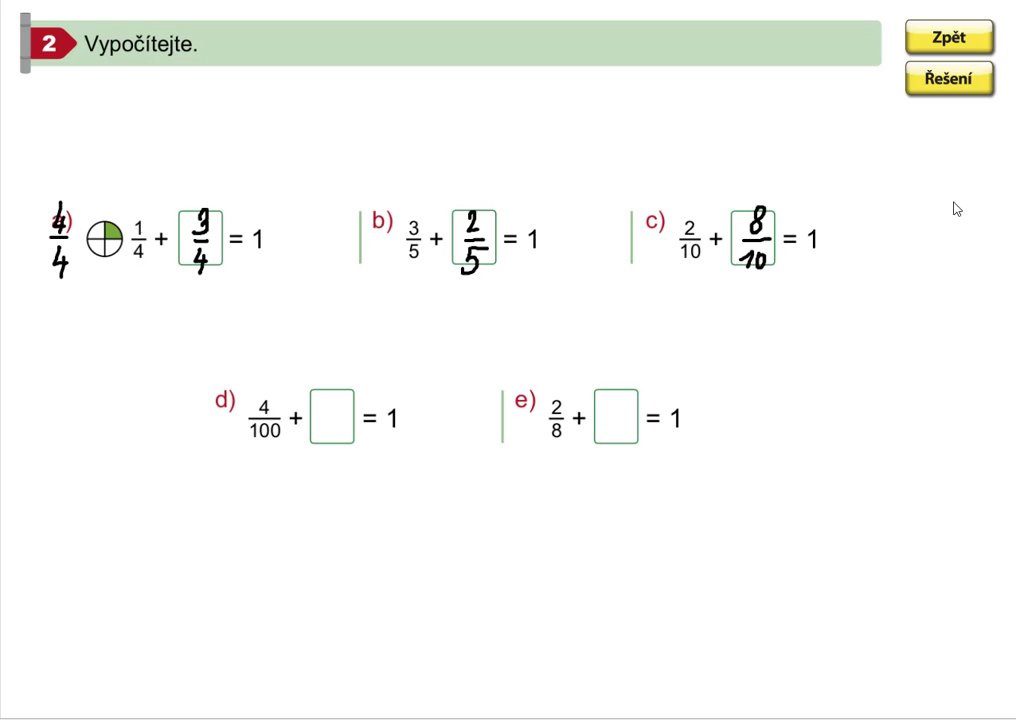 2 Vypočítejte.
Zpět
Řešení
4/4 a) 1/4 + 3/4 = 1
b) 3/5 + 2/5 = 1
c) 2/10 + 8/10 = 1
d) 4/100 + = 1
e) 2/8 + = 1